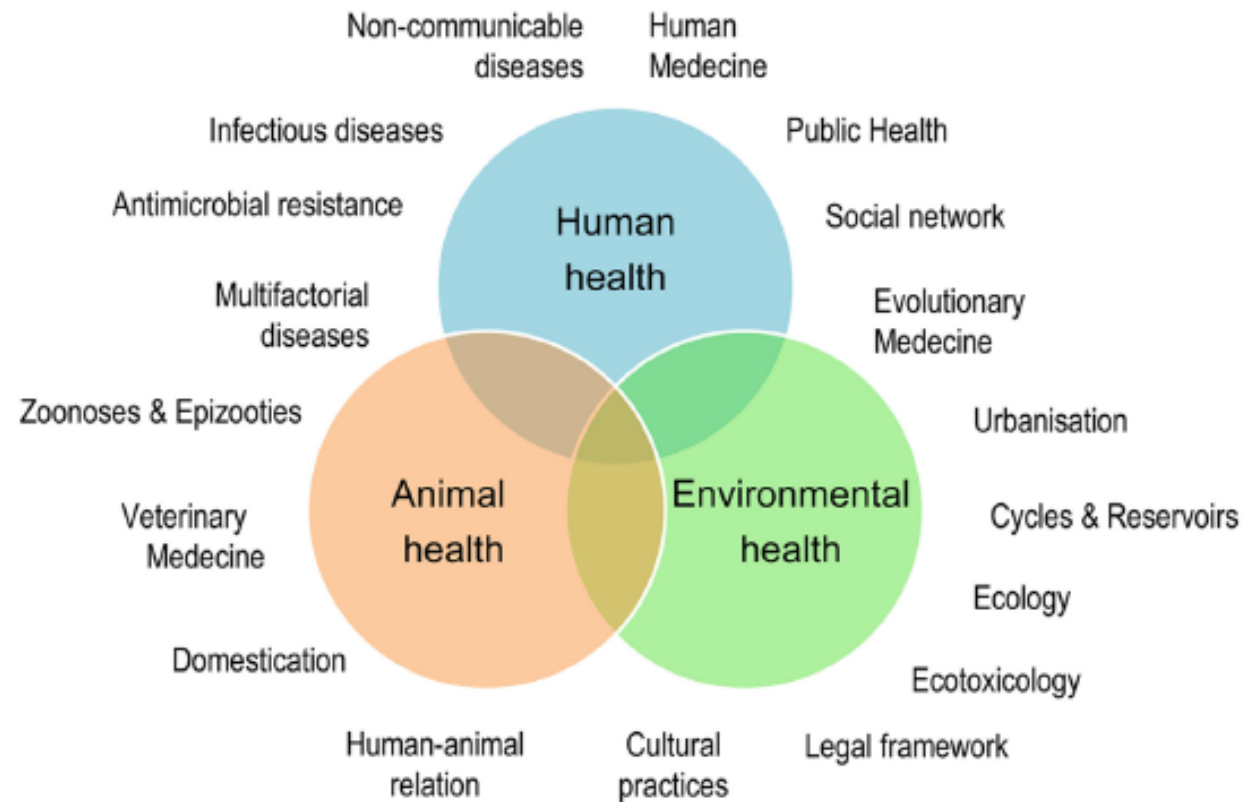 Non-communicable
diseases
Human
Medecine
Infectious diseases
Public Health
Antimicrobial resistance
Social network
Human
health
Multifactorial
diseases
Evolutionary
Medecine
Zoonoses & Epizooties
Urbanisation
Animal
health
Environmental
health
Veterinary
Medecine
Cycles & Reservoirs
Ecology
Domestication
Ecotoxicology
Human-animal
relation
Cultural
practices
Legal framework